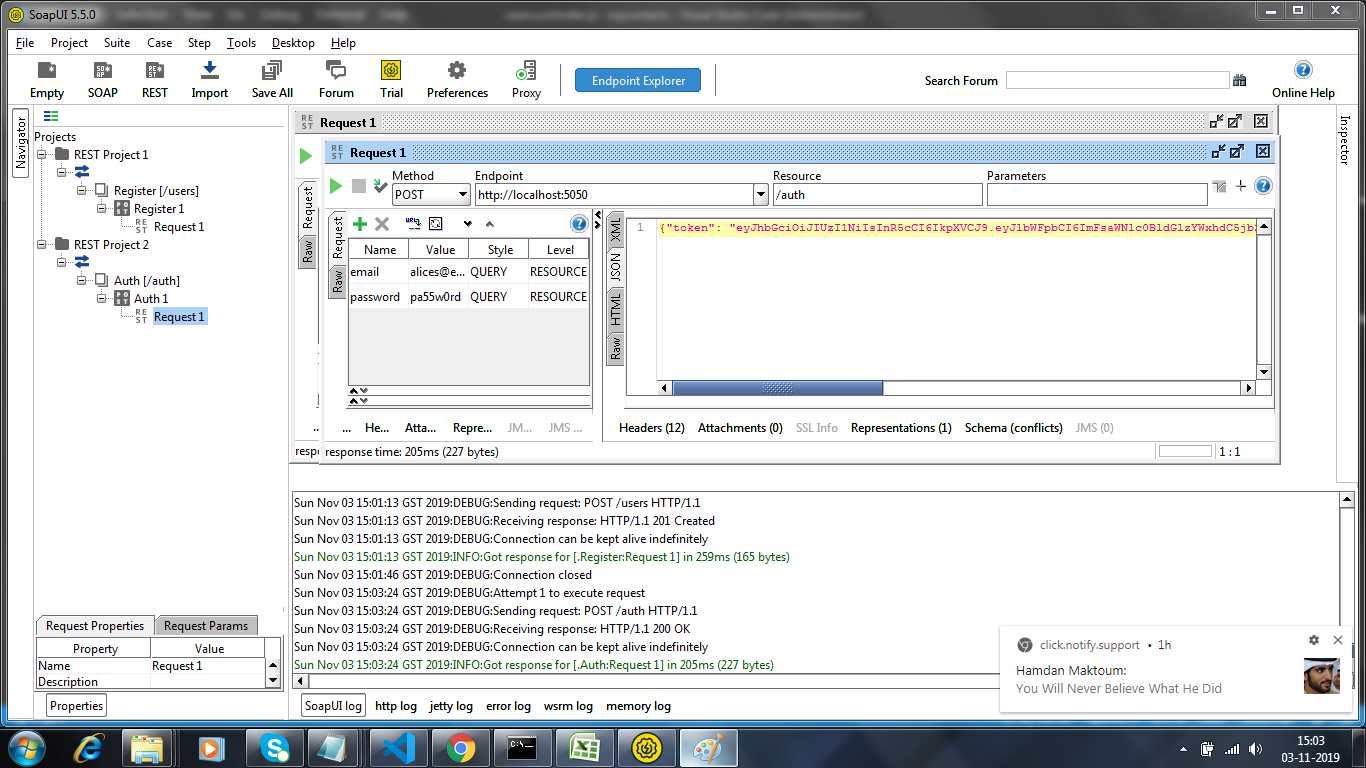 SoapUI 5.5.0
File Project Suite Case Step Tools Desktop Help
Empty SOAP REST Import Save All Forum Trial Preferences Proxy Endpoint Explorer Search Forum Online Help
Navigator
Projects
REST Project 1
Register [/users]
Register 1
Request 1
REST Project 2
Auth [/auth]
Auth 1
Request 1
Request Properties Request Params
Property Value
Name Request 1
Description
Properties
Request 1
Request 1
Method Endpoint Resource Parameters
POST http://localhost:5050 /auth
Request
Raw
Request
Raw
Name Value Style Level
email alices@e... QUERY RESOURCE
password pa55w0rd QUERY RESOURCE
XML
JSON
HTML
Raw
1
{"token":
... He... Atta... Repre... JM... JMS ...
Headers (12) Attachments (0) SSL Info Representations (1) Schema (conflicts) JMS (0)
response time: 205ms (227 bytes)
1 : 1
Inspector
Sun Nov 03 15:01:13 GST 2019:DEBUG:Sending request: POST /users HTTP/1.1
Sun Nov 03 15:01:13 GST 2019:DEBUG:Receiving response: HTTP/1.1 201 Created
Sun Nov 03 15:01:13 GST 2019:DEBUG:Connection can be kept alive indefinitely
Sun Nov 03 15:01:13 GST 2019:INFO:Got response for [.Register:Request 1] in 259ms (165 bytes)
Sun Nov 03 15:01:46 GST 2019:DEBUG:Connection closed
Sun Nov 03 15:03:24 GST 2019:DEBUG:Attempt 1 to execute request
Sun Nov 03 15:03:24 GST 2019:DEBUG:Sending request: POST /auth HTTP/1.1
Sun Nov 03 15:03:24 GST 2019:DEBUG:Receiving response: HTTP/1.1 200 OK
Sun Nov 03 15:03:24 GST 2019:DEBUG:Connection can be kept alive indefinitely
Sun Nov 03 15:03:24 GST 2019:INFO:Got response for [.Auth:Request 1] in 205ms (227 bytes)
SoapUI log http log jetty log error log wsrm log memory log
click.notify.support • 1h
Hamdan Maktoum:
You Will Never Believe What He Did
15:03
03-11-2019